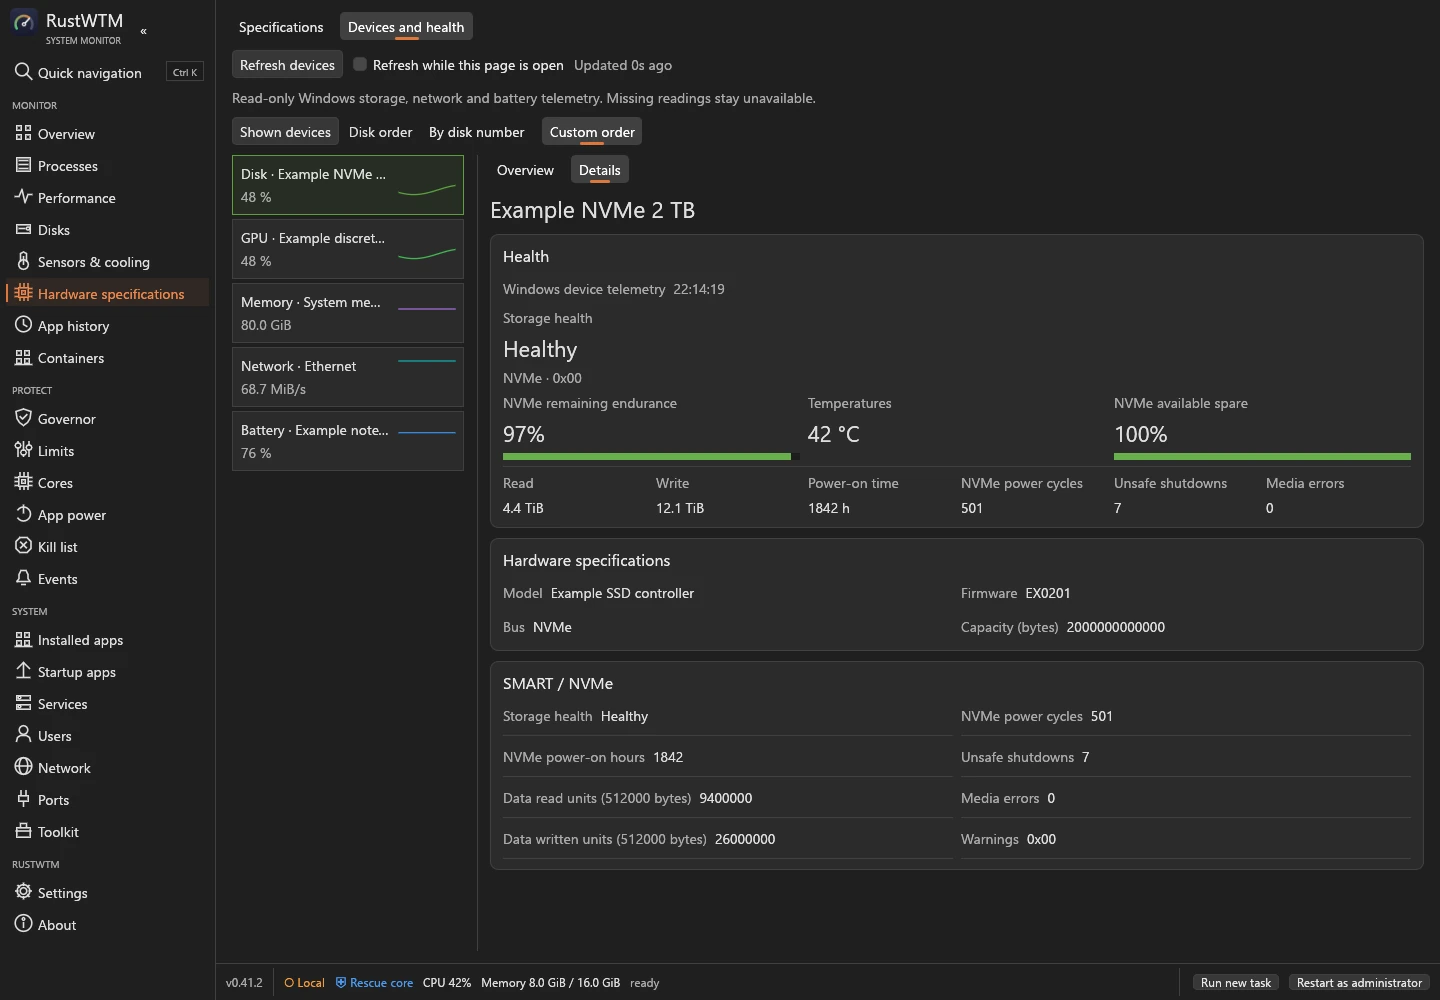 RustWTM
SYSTEM MONITOR
«
Quick navigation Ctrl K
MONITOR
Overview
Processes
Performance
Disks
Sensors & cooling
Hardware specifications
App history
Containers
PROTECT
Governor
Limits
Cores
App power
Kill list
Events
SYSTEM
Installed apps
Startup apps
Services
Users
Network
Ports
Toolkit
RUSTWTM
Settings
About
Specifications Devices and health
Refresh devices Refresh while this page is open Updated 0s ago
Read-only Windows storage, network and battery telemetry. Missing readings stay unavailable.
Shown devices Disk order By disk number Custom order
Disk · Example NVMe ...
48 %
GPU · Example discret...
48 %
Memory · System me...
80.0 GiB
Network · Ethernet
68.7 MiB/s
Battery · Example note...
76 %
Overview Details
Example NVMe 2 TB
Health
Windows device telemetry 22:14:19
Storage health
Healthy
NVMe · 0x00
NVMe remaining endurance Temperatures NVMe available spare
97% 42 °C 100%
Read Write Power-on time NVMe power cycles Unsafe shutdowns Media errors
4.4 TiB 12.1 TiB 1842 h 501 7 0
Hardware specifications
Model Example SSD controller Firmware EX0201
Bus NVMe Capacity (bytes) 2000000000000
SMART / NVMe
Storage health Healthy NVMe power cycles 501
NVMe power-on hours 1842 Unsafe shutdowns 7
Data read units (512000 bytes) 9400000 Media errors 0
Data written units (512000 bytes) 26000000 Warnings 0x00
v0.41.2 Local Rescue core CPU 42% Memory 8.0 GiB / 16.0 GiB ready Run new task Restart as administrator